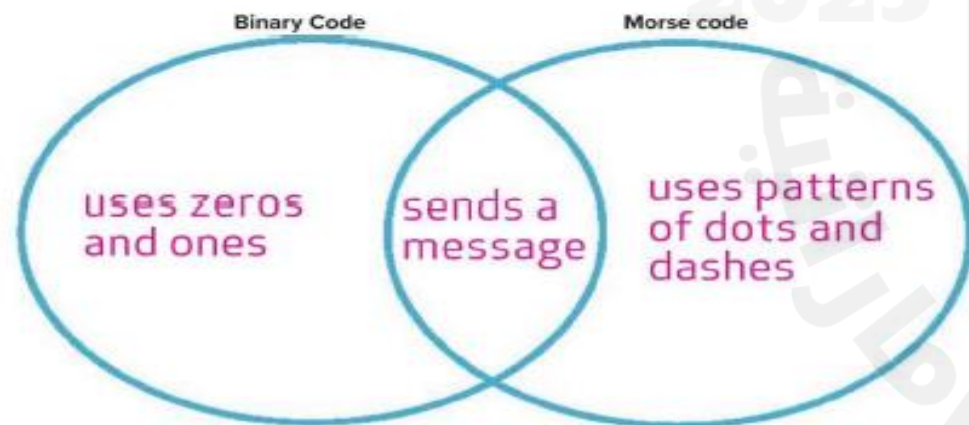 Binary Code
Morse code
uses zeros
and ones
sends a
message
uses patterns
of dots and
dashes